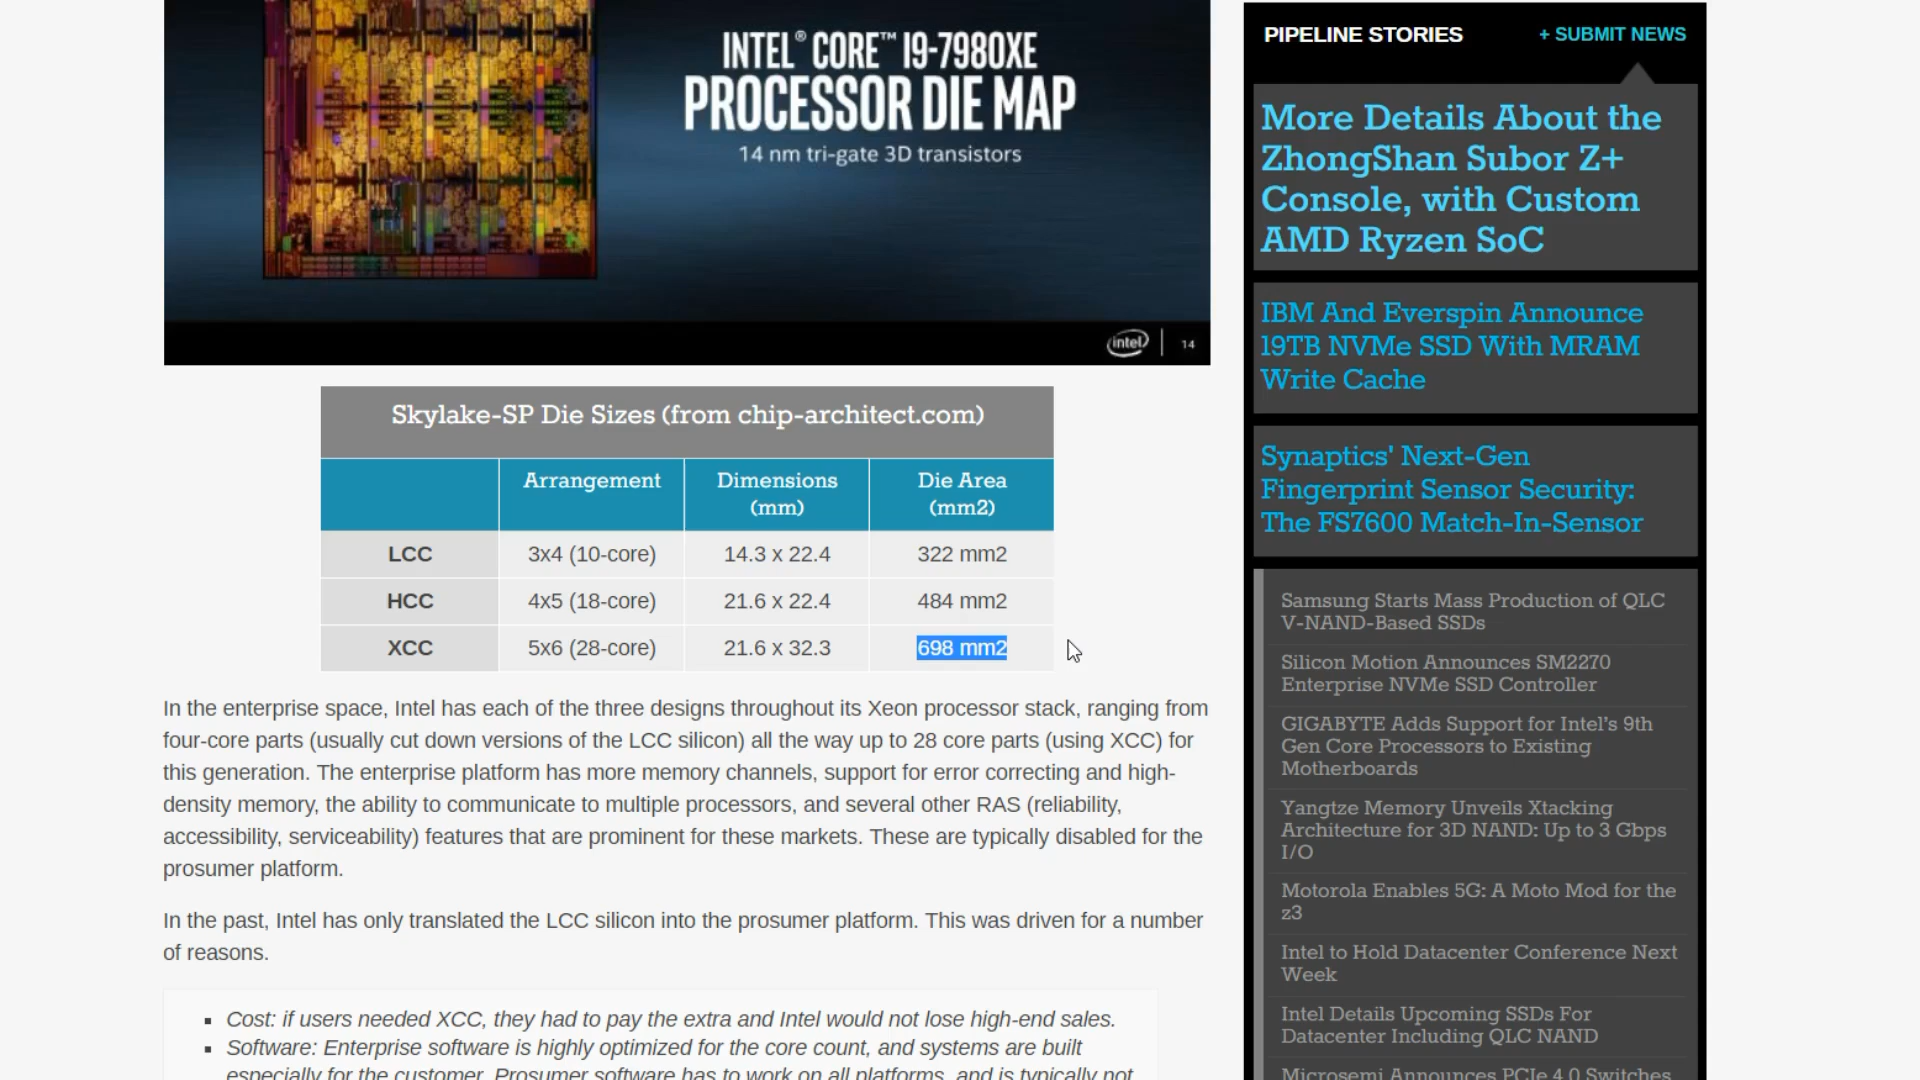 INTEL® CORE™ I9-7980XE
PROCESSOR DIE MAP
14 nm tri-gate 3D transistors
intel
14
Skylake-SP Die Sizes (from chip-architect.com)
Arrangement Dimensions (mm) Die Area (mm2)
LCC 3x4 (10-core) 14.3 x 22.4 322 mm2
HCC 4x5 (18-core) 21.6 x 22.4 484 mm2
XCC 5x6 (28-core) 21.6 x 32.3 698 mm2
In the enterprise space, Intel has each of the three designs throughout its Xeon processor stack, ranging from
four-core parts (usually cut down versions of the LCC silicon) all the way up to 28 core parts (using XCC) for
this generation. The enterprise platform has more memory channels, support for error correcting and high-
density memory, the ability to communicate to multiple processors, and several other RAS (reliability,
accessibility, serviceability) features that are prominent for these markets. These are typically disabled for the
prosumer platform.
In the past, Intel has only translated the LCC silicon into the prosumer platform. This was driven for a number
of reasons.
▪ Cost: if users needed XCC, they had to pay the extra and Intel would not lose high-end sales.
▪ Software: Enterprise software is highly optimized for the core count, and systems are built
especially for the customer. Prosumer software has to work on all platforms, and is typically not
PIPELINE STORIES
+ SUBMIT NEWS
More Details About the
ZhongShan Subor Z+
Console, with Custom
AMD Ryzen SoC
IBM And Everspin Announce
19TB NVMe SSD With MRAM
Write Cache
Synaptics' Next-Gen
Fingerprint Sensor Security:
The FS7600 Match-In-Sensor
Samsung Starts Mass Production of QLC
V-NAND-Based SSDs
Silicon Motion Announces SM2270
Enterprise NVMe SSD Controller
GIGABYTE Adds Support for Intel's 9th
Gen Core Processors to Existing
Motherboards
Yangtze Memory Unveils Xtacking
Architecture for 3D NAND: Up to 3 Gbps
I/O
Motorola Enables 5G: A Moto Mod for the
z3
Intel to Hold Datacenter Conference Next
Week
Intel Details Upcoming SSDs For
Datacenter Including QLC NAND
Microsemi Announces PCIe 4.0 Switches